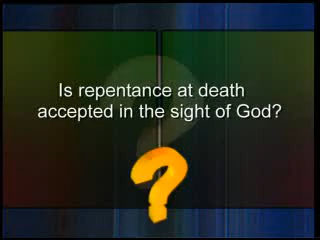 Is repentance at death
accepted in the sight of God?
?